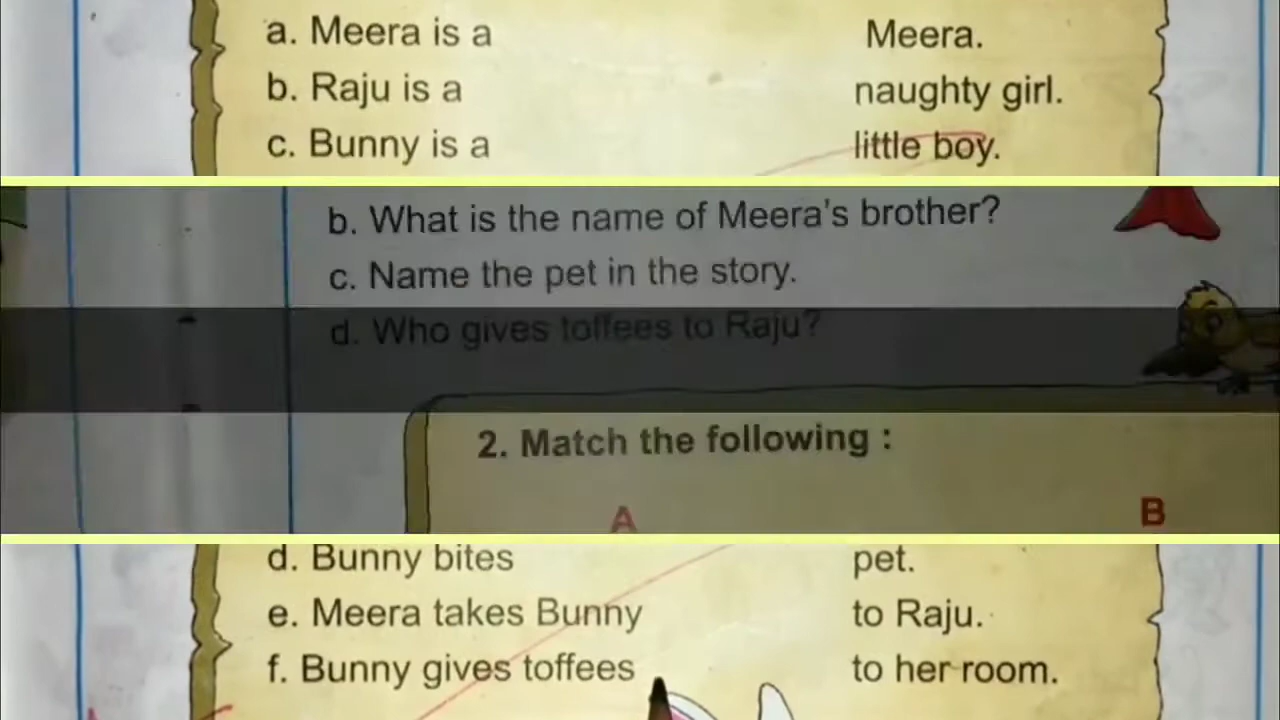 a. Meera is a Meera.
b. Raju is a naughty girl.
c. Bunny is a little boy.
b. What is the name of Meera's brother?
c. Name the pet in the story.
d. Who gives toffees to Raju?
2. Match the following :
A B
d. Bunny bites pet.
e. Meera takes Bunny to Raju.
f. Bunny gives toffees to her room.